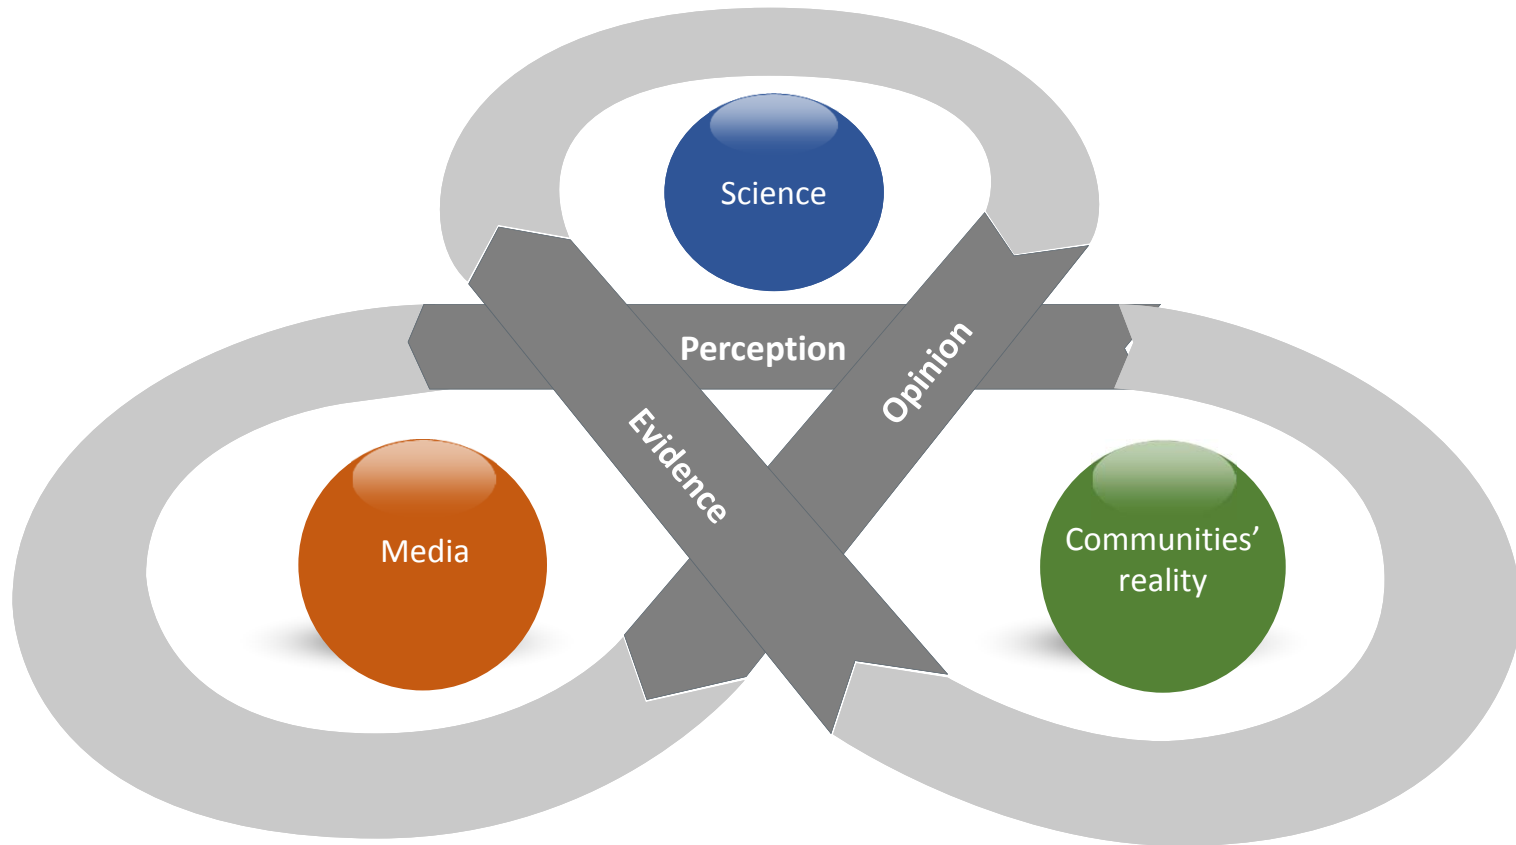 Science
Perception
Opinion
Evidence
Media
Communities’
reality